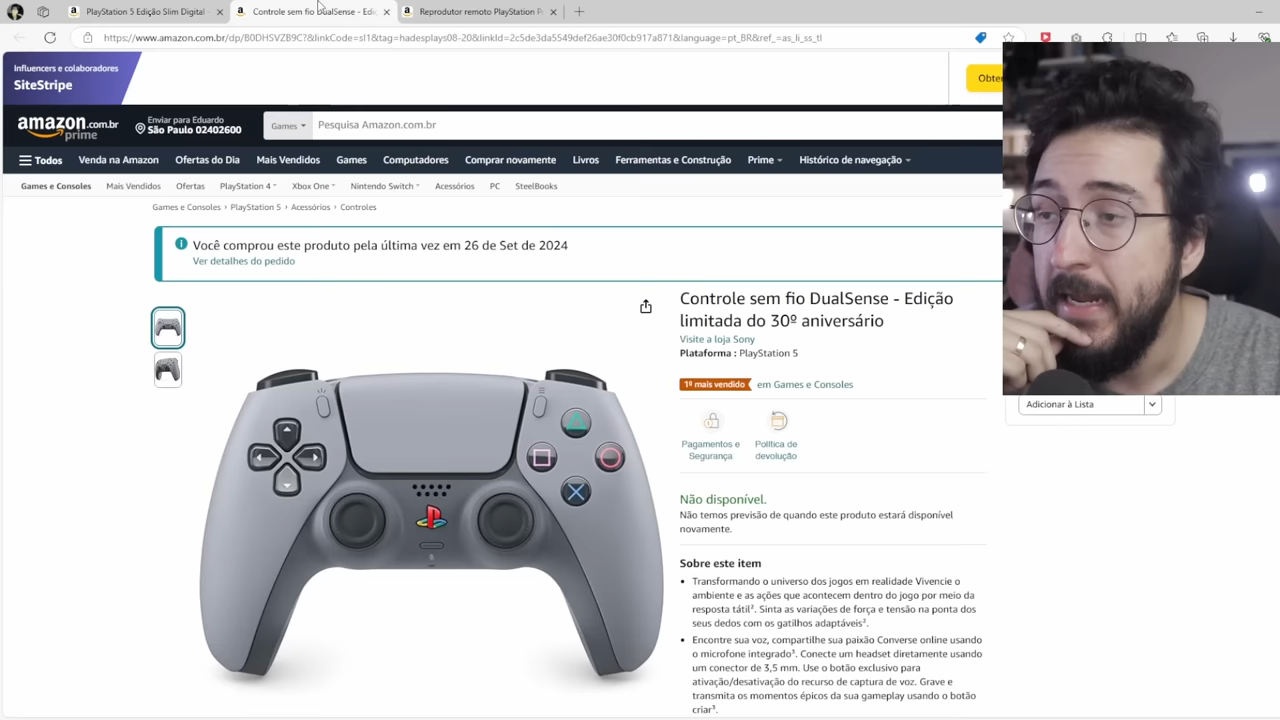 PlayStation 5 Edição Slim Digital
Controle sem fio DualSense - Ediç
Reprodutor remoto PlayStation P
https://www.amazon.com.br/dp/B0DHSVZB9C?&linkCode=sl1&tag=hadesplays08-20&linkId=2c5de3da5549def26ae30f0cb917a871&language=pt_BR&ref_=as_li_ss_tl
Influencers e colaboradores
SiteStripe
Obter
amazon.com.br
prime
Enviar para Eduardo
São Paulo 02402600
Games
Pesquisa Amazon.com.br
Todos
Venda na Amazon
Ofertas do Dia
Mais Vendidos
Games
Computadores
Comprar novamente
Livros
Ferramentas e Construção
Prime
Histórico de navegação
Games e Consoles
Mais Vendidos
Ofertas
PlayStation 4
Xbox One
Nintendo Switch
Acessórios
PC
SteelBooks
Games e Consoles › PlayStation 5 › Acessórios › Controles
Você comprou este produto pela última vez em 26 de Set de 2024
Ver detalhes do pedido
Controle sem fio DualSense - Edição
limitada do 30º aniversário
Visite a loja Sony
Plataforma : PlayStation 5
1º mais vendido em Games e Consoles
Adicionar à Lista
Pagamentos e
Segurança
Política de
devolução
Não disponível.
Não temos previsão de quando este produto estará disponível
novamente.
Sobre este item
Transformando o universo dos jogos em realidade Vivencie o
ambiente e as ações que acontecem dentro do jogo por meio da
resposta tátil². Sinta as variações de força e tensão na ponta dos
seus dedos com os gatilhos adaptáveis².
Encontre sua voz, compartilhe sua paixão Converse online usando
o microfone integrado³. Conecte um headset diretamente usando
um conector de 3,5 mm. Use o botão exclusivo para
ativação/desativação do recurso de captura de voz. Grave e
transmita os momentos épicos da sua gameplay usando o botão
criar³.